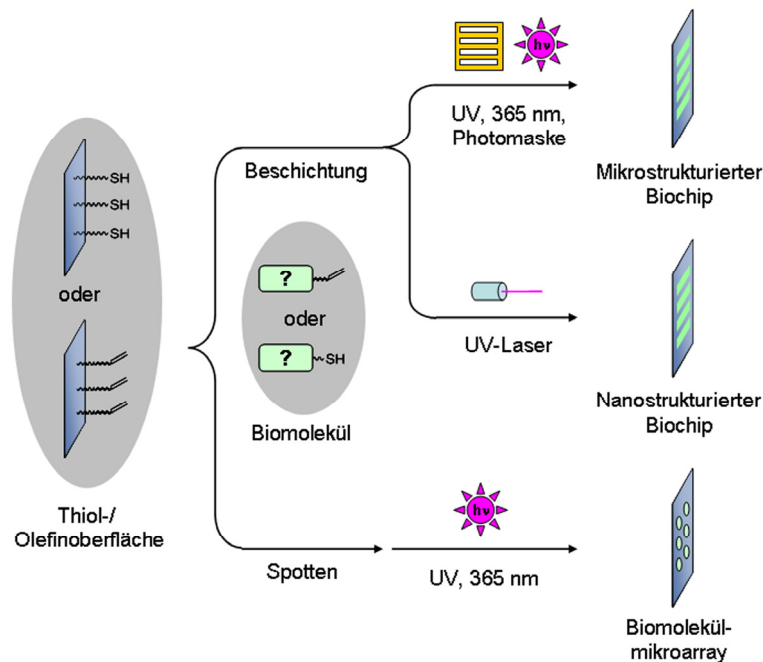 SH
SH
SH
oder
Thiol-/
Olefinoberfläche
Beschichtung
?
oder
?
SH
Biomolekül
Spotten
hν
UV, 365 nm,
Photomaske
Mikrostrukturierter
Biochip
UV-Laser
Nanostrukturierter
Biochip
hν
UV, 365 nm
Biomolekül-
mikroarray